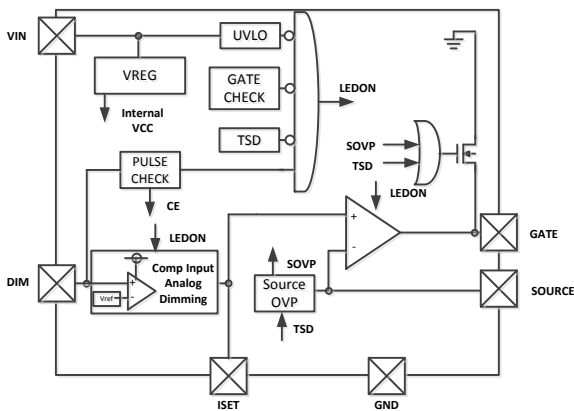 VIN
UVLO
VREG
GATE
CHECK
LEDON
Internal
VCC
TSD
SOVP
TSD
PULSE
CHECK
CE
LEDON
LEDON
+
-
GATE
DIM
+
-
Vref
Comp Input
Analog
Dimming
SOVP
Source
OVP
TSD
SOURCE
ISET
GND